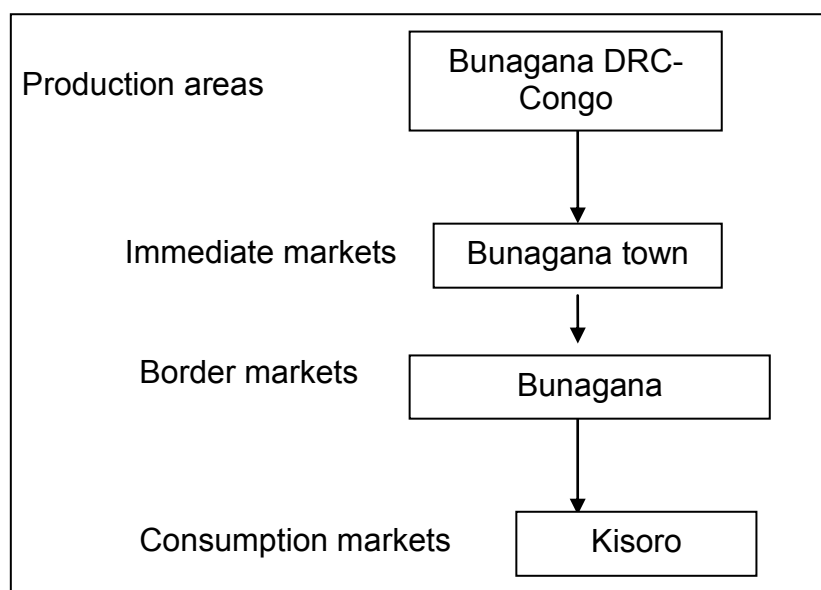 Production areas
Bunagana DRC-
Congo
Immediate markets
Bunagana town
Border markets
Bunagana
Consumption markets
Kisoro